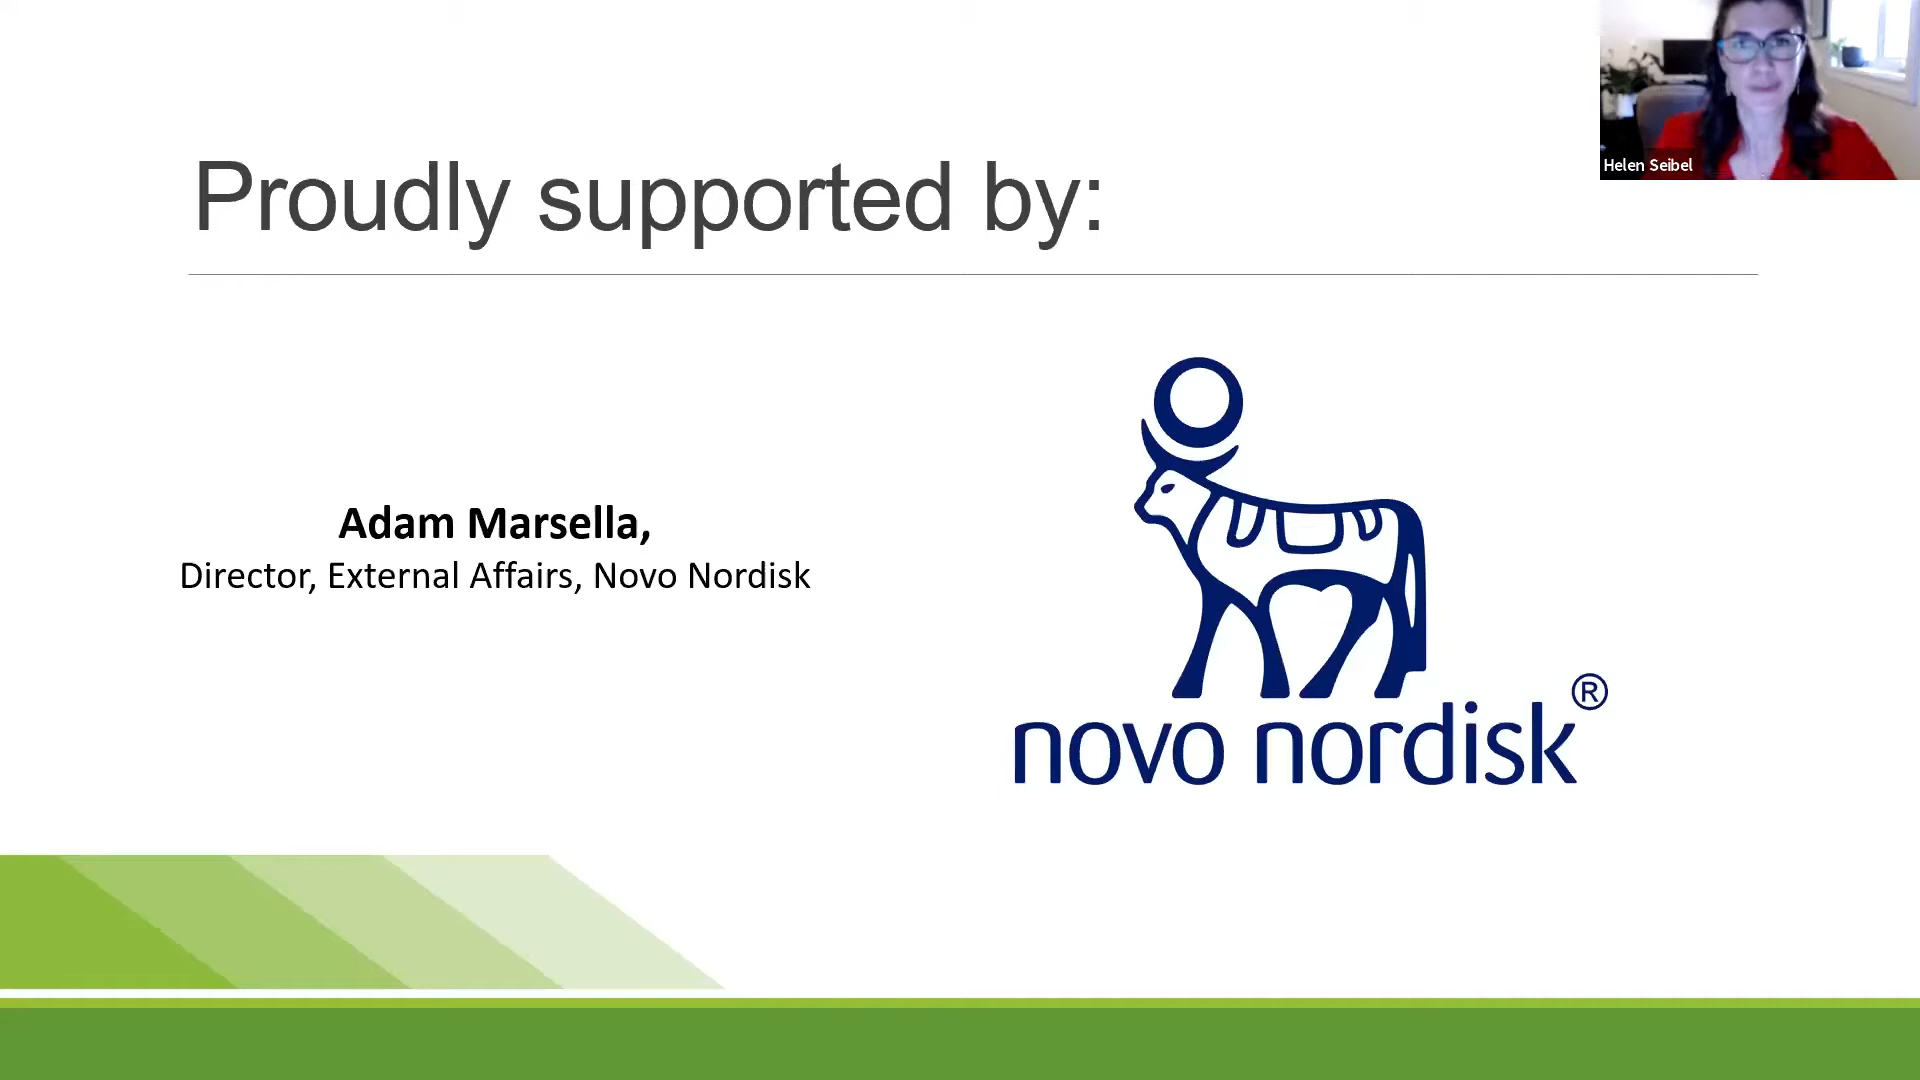 Proudly supported by:
Helen Seibel
Adam Marsella,
Director, External Affairs, Novo Nordisk
novo nordisk®